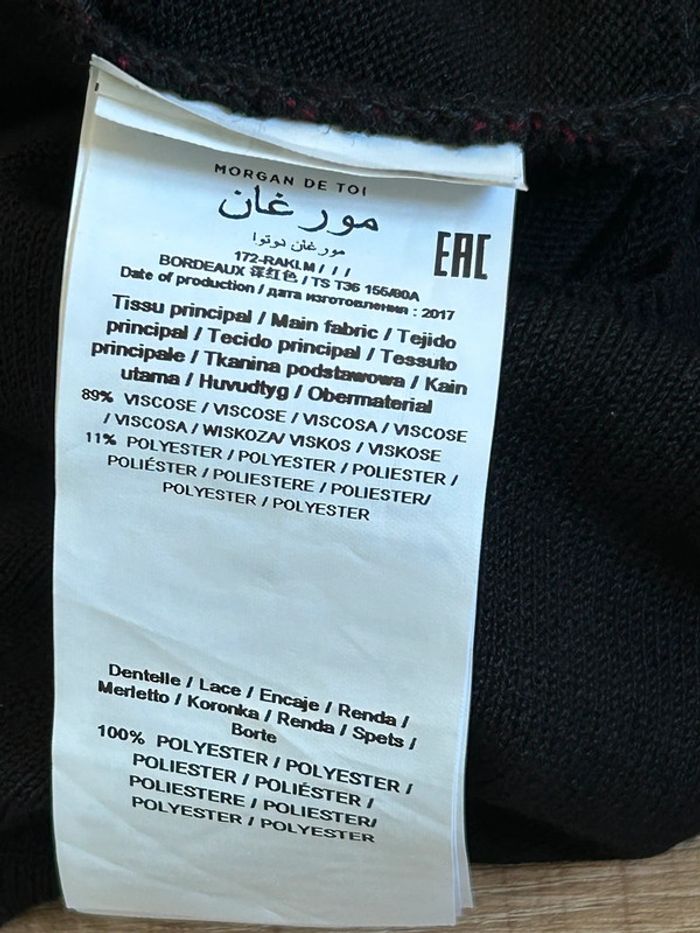 MORGAN DE TOI
مورغان
مورغان دوتوا
EAC
172-RAKLM / / /
BORDEAUX 深红色 / TS T36 155/80A
Date of production / дата изготовления : 2017
Tissu principal / Main fabric / Tejido
principal / Tecido principal / Tessuto
principale / Tkanina podstawowa / Kain
utama / Huvudtyg / Obermaterial
89% VISCOSE / VISCOSE / VISCOSA / VISCOSE
/ VISCOSA / WISKOZA/ VISKOS / VISKOSE
11% POLYESTER / POLYESTER / POLIESTER /
POLIÉSTER / POLIESTERE / POLIESTER/
POLYESTER / POLYESTER
Dentelle / Lace / Encaje / Renda /
Merletto / Koronka / Renda / Spets /
Borte
100% POLYESTER / POLYESTER /
POLIESTER / POLIÉSTER /
POLIESTERE / POLIESTER/
POLYESTER / POLYESTER